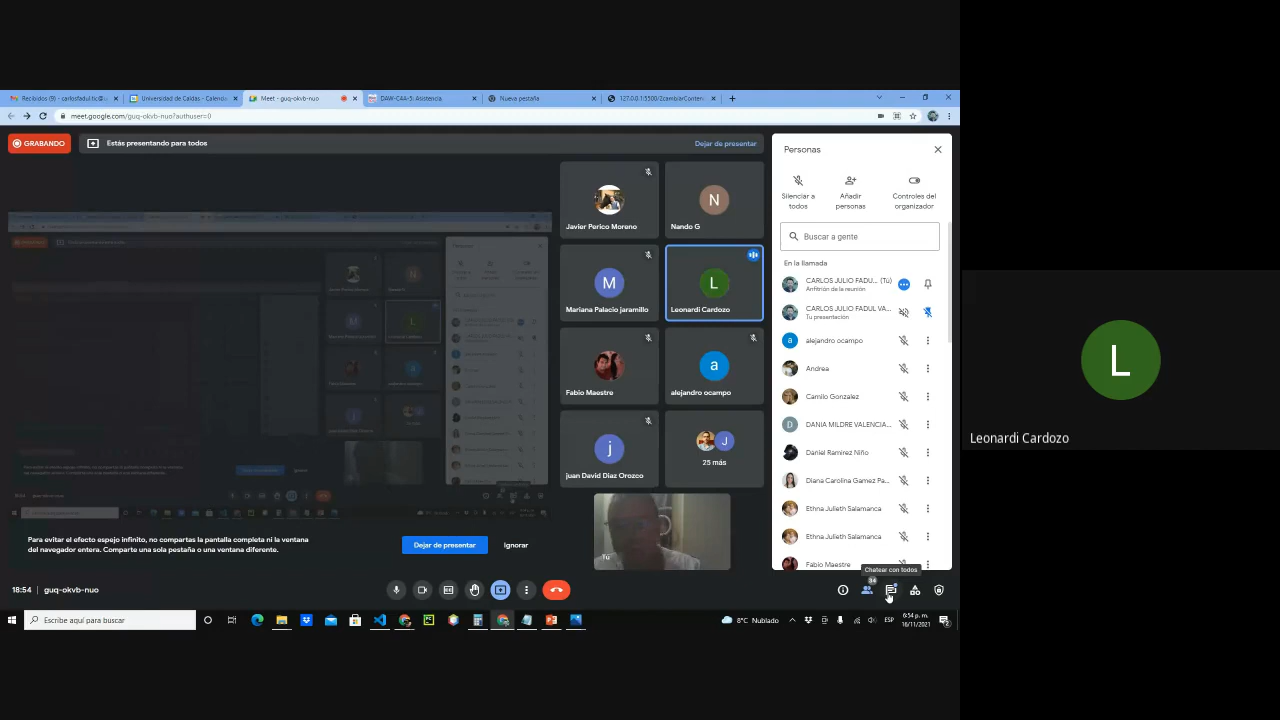 Recibidos (9) - carlosfadul.tic@u
Universidad de Caldas - Calenda
Meet - guq-okvb-nuo
DAW-C4A-5: Asistencia
Nueva pestaña
127.0.0.1:5500/2cambiarConten
meet.google.com/guq-okvb-nuo?authuser=0
GRABANDO
Estás presentando para todos
Dejar de presentar
Personas
Silenciar a todos
Añadir personas
Controles del organizador
Buscar a gente
En la llamada
CARLOS JULIO FADU... (Tú)
Anfitrión de la reunión
CARLOS JULIO FADUL VA...
Tu presentación
alejandro ocampo
Andrea
Camilo Gonzalez
D
DANIA MILDRE VALENCIA...
Daniel Ramirez Niño
Diana Carolina Gamez Pa...
Ethna Julieth Salamanca
Ethna Julieth Salamanca
Fabio Maestre
Chatear con todos
34
Javier Perico Moreno
N
Nando G
M
Mariana Palacio jaramillo
L
Leonardi Cardozo
Fabio Maestre
a
alejandro ocampo
j
juan David Diaz Orozco
J
25 más
Tú
Para evitar el efecto espejo infinito, no compartas la pantalla completa ni la ventana
del navegador entera. Comparte una sola pestaña o una ventana diferente.
Dejar de presentar
Ignorar
18:54
guq-okvb-nuo
Escribe aquí para buscar
8°C Nublado
ESP
6:54 p. m.
16/11/2021
L
Leonardi Cardozo